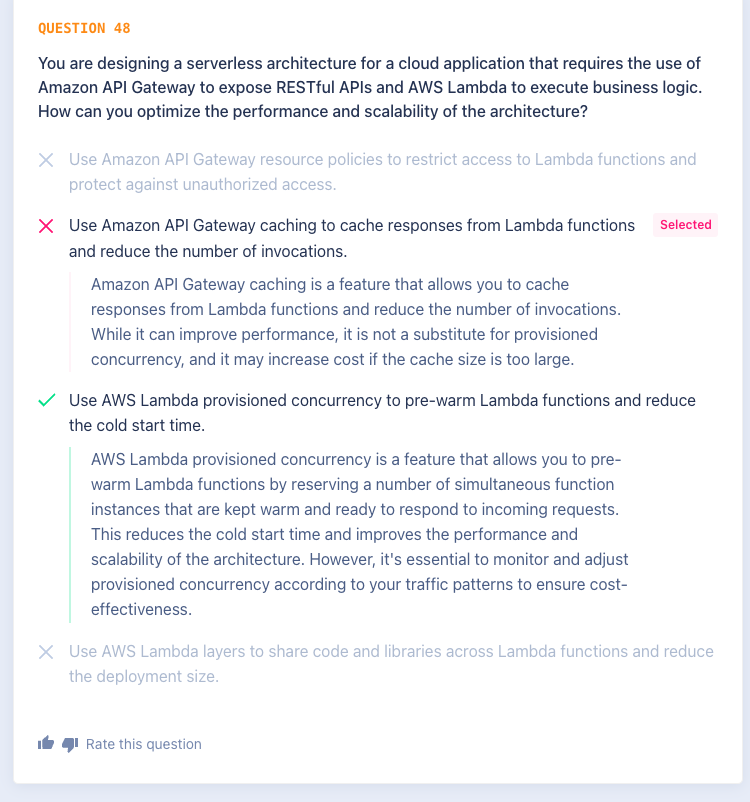 QUESTION 48
You are designing a serverless architecture for a cloud application that requires the use of
Amazon API Gateway to expose RESTful APIs and AWS Lambda to execute business logic.
How can you optimize the performance and scalability of the architecture?
Use Amazon API Gateway resource policies to restrict access to Lambda functions and
protect against unauthorized access.
Use Amazon API Gateway caching to cache responses from Lambda functions
and reduce the number of invocations.
Selected
Amazon API Gateway caching is a feature that allows you to cache
responses from Lambda functions and reduce the number of invocations.
While it can improve performance, it is not a substitute for provisioned
concurrency, and it may increase cost if the cache size is too large.
Use AWS Lambda provisioned concurrency to pre-warm Lambda functions and reduce
the cold start time.
AWS Lambda provisioned concurrency is a feature that allows you to pre-
warm Lambda functions by reserving a number of simultaneous function
instances that are kept warm and ready to respond to incoming requests.
This reduces the cold start time and improves the performance and
scalability of the architecture. However, it's essential to monitor and adjust
provisioned concurrency according to your traffic patterns to ensure cost-
effectiveness.
Use AWS Lambda layers to share code and libraries across Lambda functions and reduce
the deployment size.
Rate this question